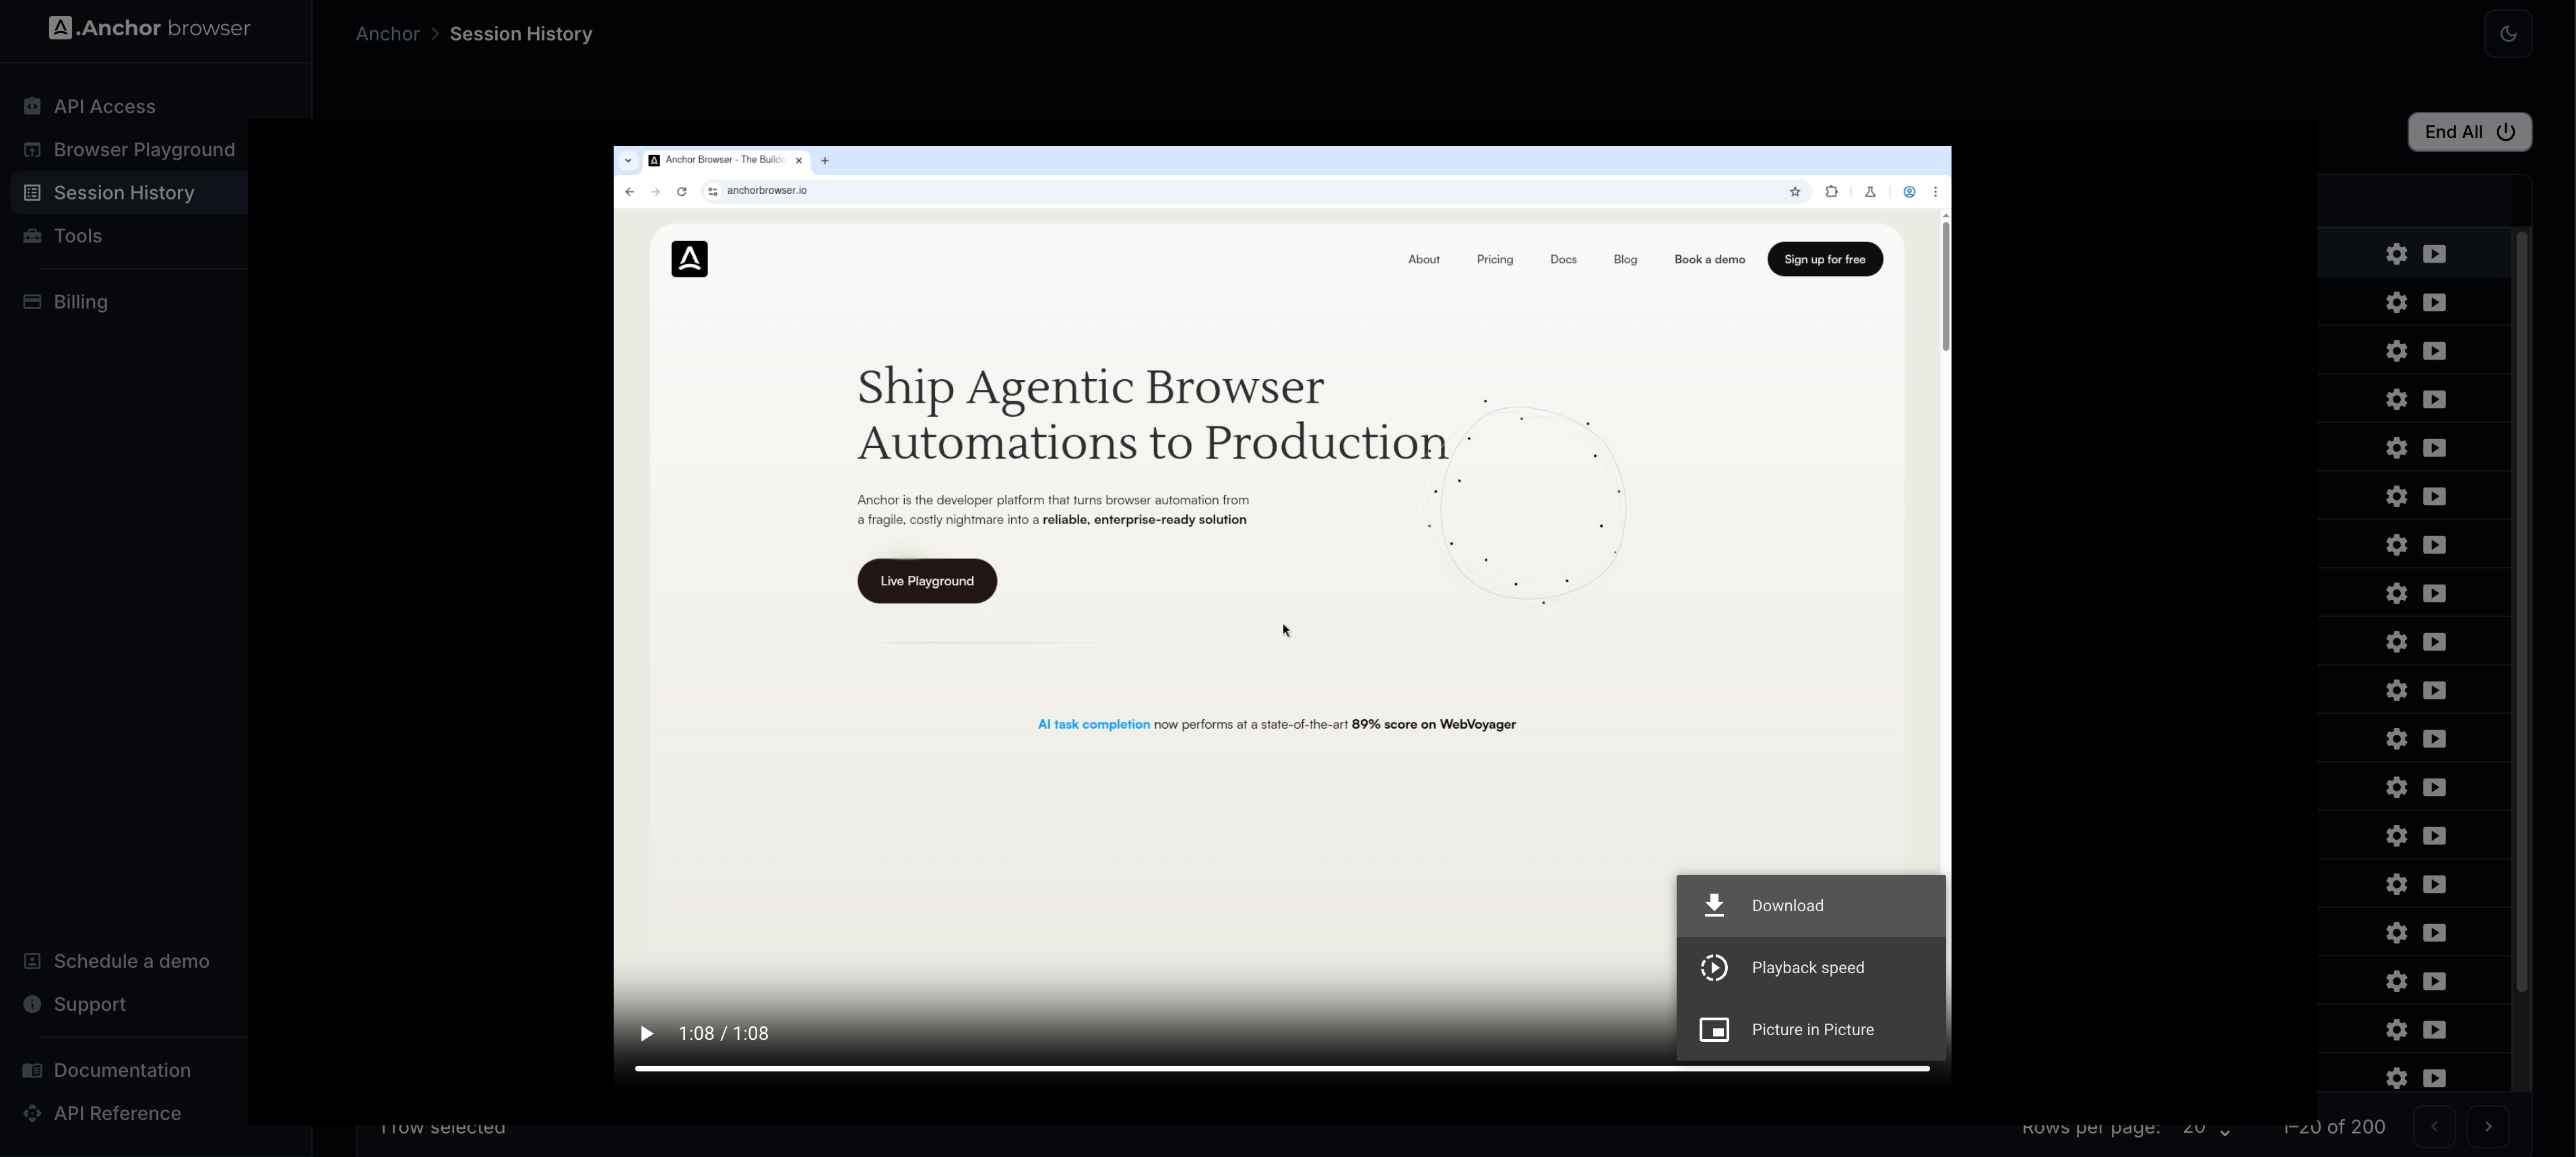 .Anchor browser
Anchor > Session History
API Access
Browser Playground
Session History
Tools
Billing
End All
Anchor Browser - The Builde
anchorbrowser.io
About
Pricing
Docs
Blog
Book a demo
Sign up for free
Ship Agentic Browser
Automations to Production
Anchor is the developer platform that turns browser automation from
a fragile, costly nightmare into a reliable, enterprise-ready solution
Live Playground
AI task completion now performs at a state-of-the-art 89% score on WebVoyager
Download
Playback speed
Picture in Picture
1:08 / 1:08
Schedule a demo
Support
Documentation
API Reference
1 row selected
Rows per page: 20
1–20 of 200